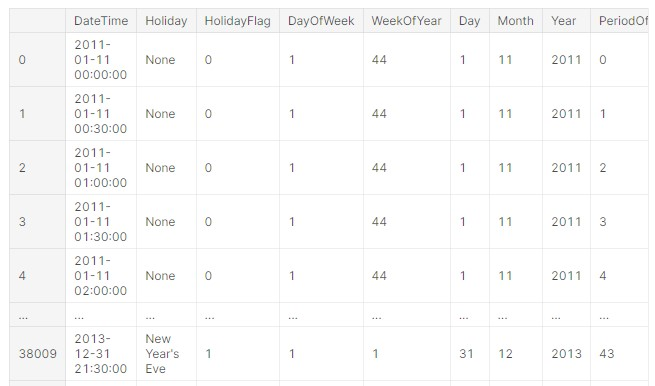 DateTime Holiday HolidayFlag DayOfWeek WeekOfYear Day Month Year PeriodOf
0 2011-01-11 00:00:00 None 0 1 44 1 11 2011 0
1 2011-01-11 00:30:00 None 0 1 44 1 11 2011 1
2 2011-01-11 01:00:00 None 0 1 44 1 11 2011 2
3 2011-01-11 01:30:00 None 0 1 44 1 11 2011 3
4 2011-01-11 02:00:00 None 0 1 44 1 11 2011 4
... ... ... ... ... ... ... ... ... ...
38009 2013-12-31 21:30:00 New Year's Eve 1 1 1 31 12 2013 43